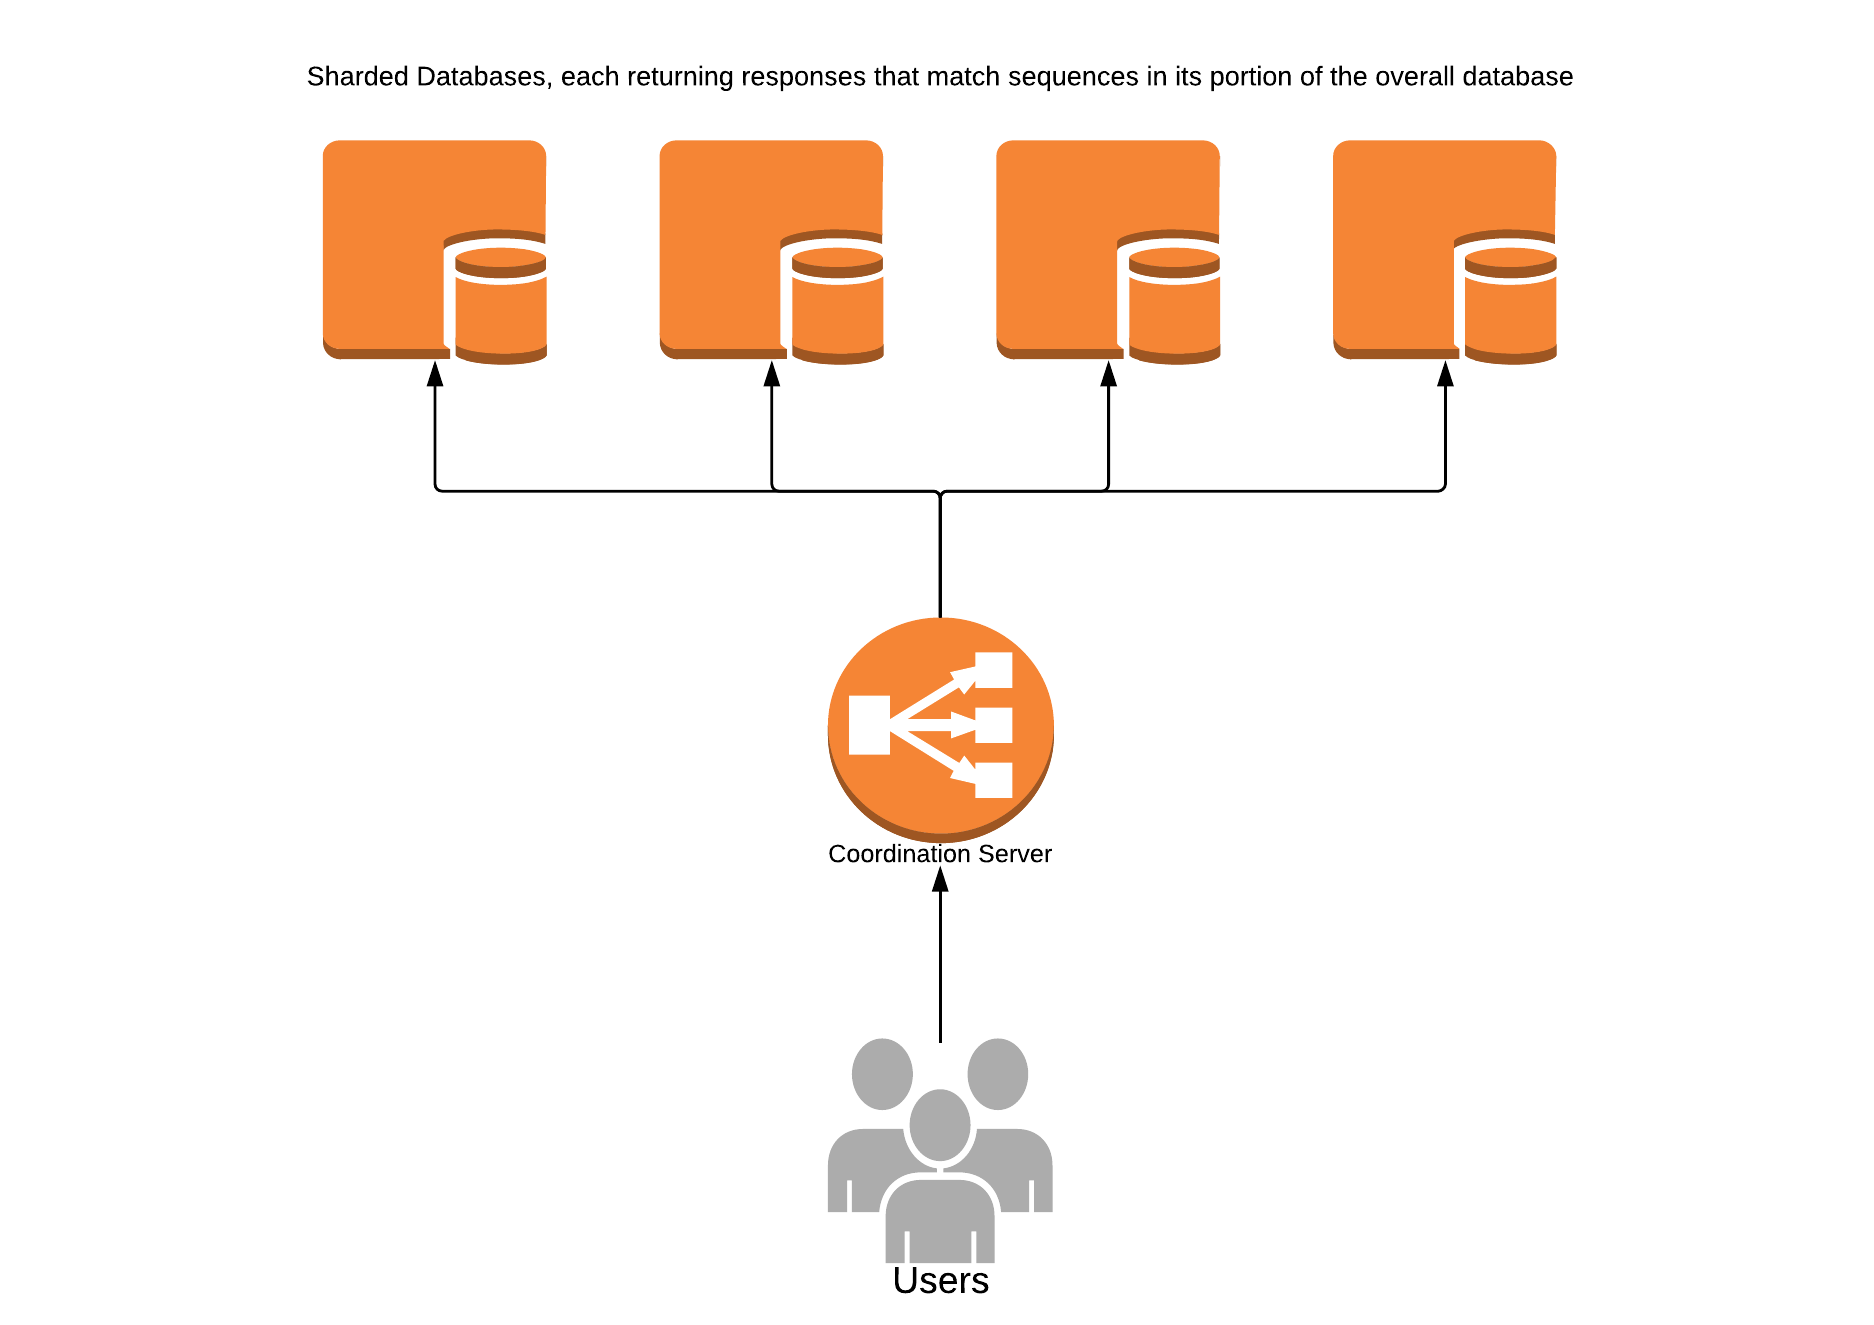 Sharded Databases, each returning responses that match sequences in its portion of the overall database
Coordination Server
Users